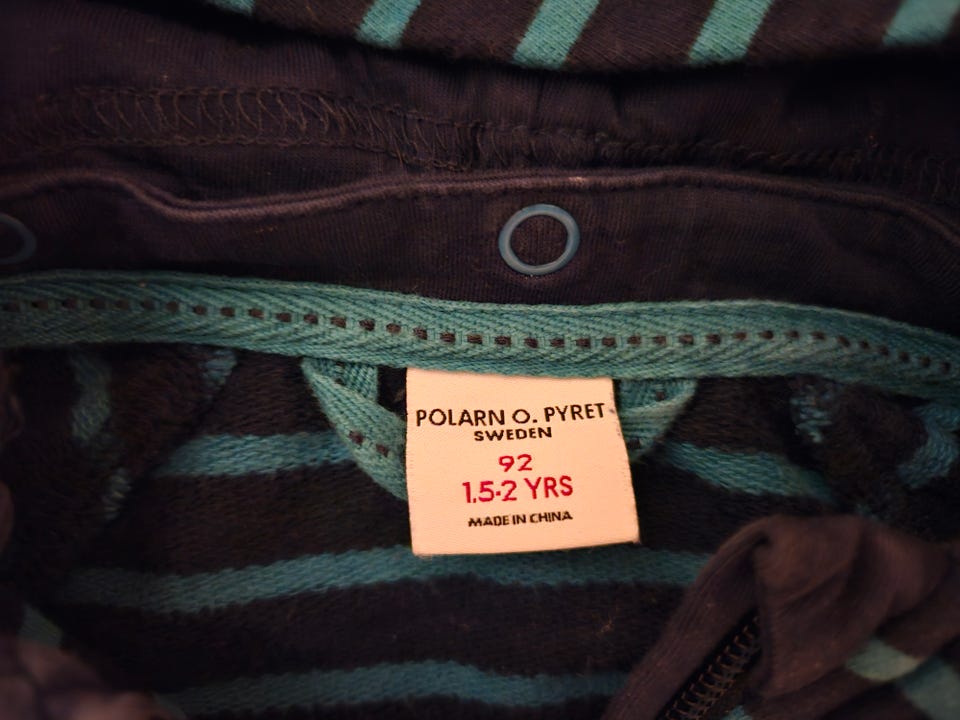 POLARN O. PYRET
SWEDEN
92
1.5-2 YRS
MADE IN CHINA